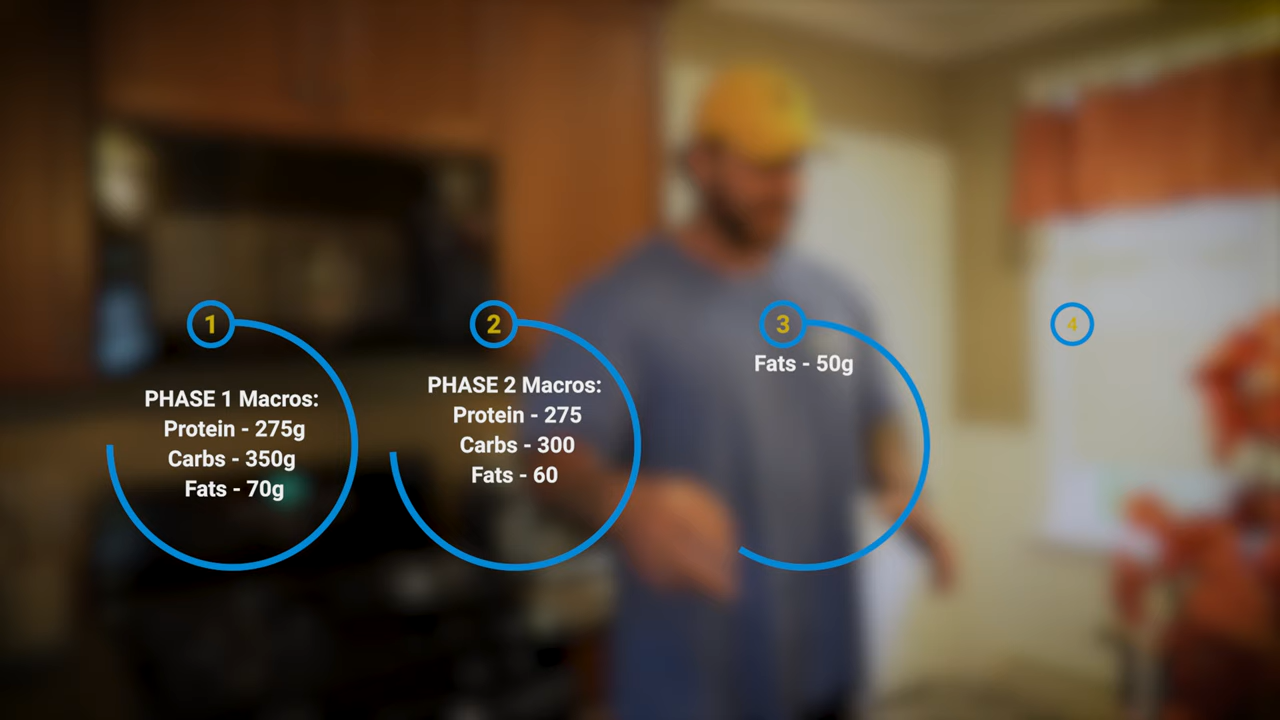 1
PHASE 1 Macros:
Protein - 275g
Carbs - 350g
Fats - 70g
2
PHASE 2 Macros:
Protein - 275
Carbs - 300
Fats - 60
3
Fats - 50g
4